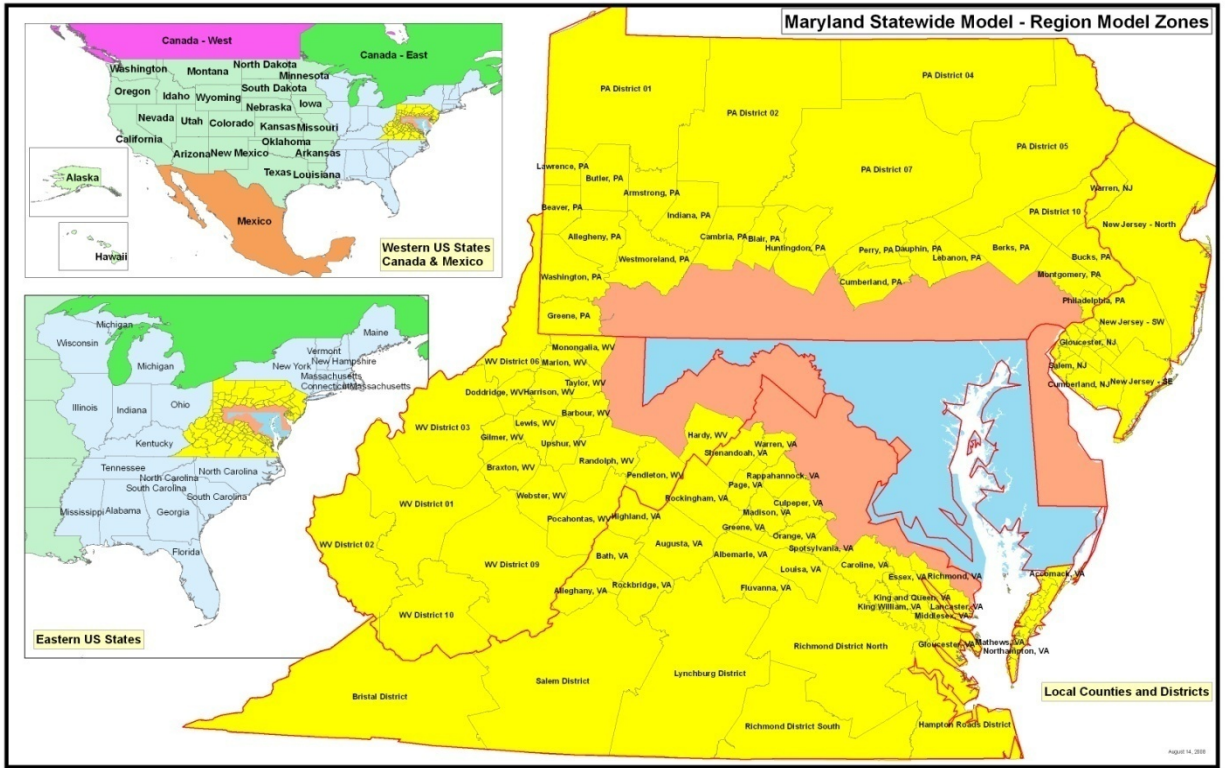 Maryland Statewide Model - Region Model Zones
Canada - West
Canada - East
Washington
Montana
North Dakota
Minnesota
Oregon
Idaho
Wyoming
South Dakota
Iowa
Nebraska
Nevada
Utah
Colorado
Kansas
Missouri
California
Oklahoma
Arizona
New Mexico
Arkansas
Texas
Louisiana
Alaska
Hawaii
Mexico
Western US States
Canada & Mexico
Michigan
Wisconsin
Michigan
Maine
Vermont
New Hampshire
New York
Massachusetts
Connecticut
Massachusetts
Illinois
Indiana
Ohio
Kentucky
Tennessee
North Carolina
North Carolina
South Carolina
South Carolina
Mississippi
Alabama
Georgia
Florida
Eastern US States
PA District 01
PA District 04
PA District 02
PA District 05
PA District 07
Lawrence, PA
Butler, PA
Armstrong, PA
Warren, NJ
Beaver, PA
Indiana, PA
PA District 10
New Jersey - North
Allegheny, PA
Cambria, PA
Blair, PA
Huntingdon, PA
Perry, PA
Dauphin, PA
Berks, PA
Westmoreland, PA
Lebanon, PA
Bucks, PA
Washington, PA
Cumberland, PA
Montgomery, PA
Greene, PA
Philadelphia, PA
New Jersey - SW
Gloucester, NJ
Salem, NJ
Cumberland, NJ
New Jersey - SE
Monongalia, WV
WV District 06
Marion, WV
Taylor, WV
Doddridge, WV
Harrison, WV
Barbour, WV
WV District 03
Lewis, WV
Gilmer, WV
Upshur, WV
Hardy, WV
Warren, VA
Shenandoah, VA
Braxton, WV
Randolph, WV
Pendleton, WV
Rappahannock, VA
Page, VA
Webster, WV
Rockingham, VA
Culpeper, VA
WV District 01
Madison, VA
Pocahontas, WV
Highland, VA
Greene, VA
Orange, VA
WV District 02
Augusta, VA
Spotsylvania, VA
Bath, VA
Albemarle, VA
Caroline, VA
WV District 09
Louisa, VA
Essex, VA
Richmond, VA
Accomack, VA
Alleghany, VA
Rockbridge, VA
Fluvanna, VA
King and Queen, VA
King William, VA
Lancaster, VA
WV District 10
Middlesex, VA
Gloucester, VA
Mathews, VA
Northampton, VA
Richmond District North
Lynchburg District
Salem District
Bristal District
Richmond District South
Hampton Roads District
Local Counties and Districts